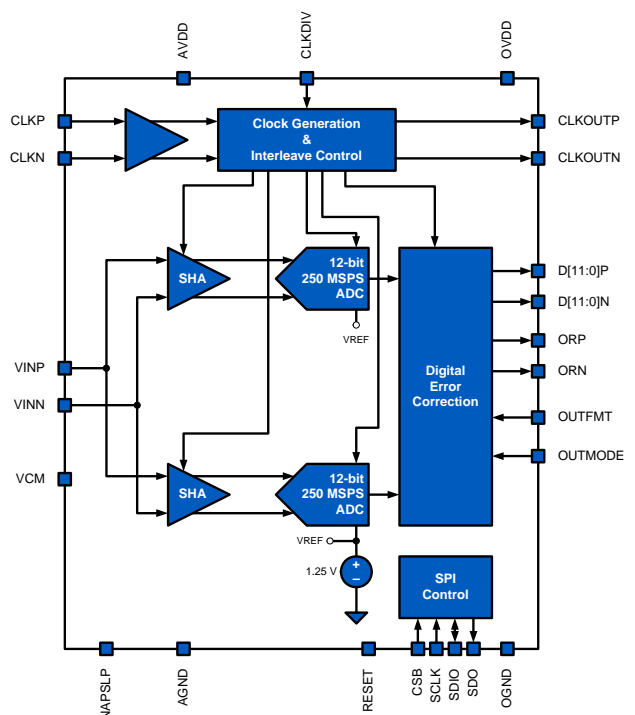 AVDD
CLKDIV
OVDD
CLKP
CLKN
Clock Generation
&
Interleave Control
CLKOUTP
CLKOUTN
SHA
12-bit
250 MSPS
ADC
VREF
D[11:0]P
D[11:0]N
ORP
ORN
OUTFMT
OUTMODE
Digital
Error
Correction
VINP
VINN
VCM
SHA
12-bit
250 MSPS
ADC
VREF
1.25 V
+
–
SPI
Control
NAPSLP
AGND
RESET
CSB
SCLK
SDIO
SDO
OGND